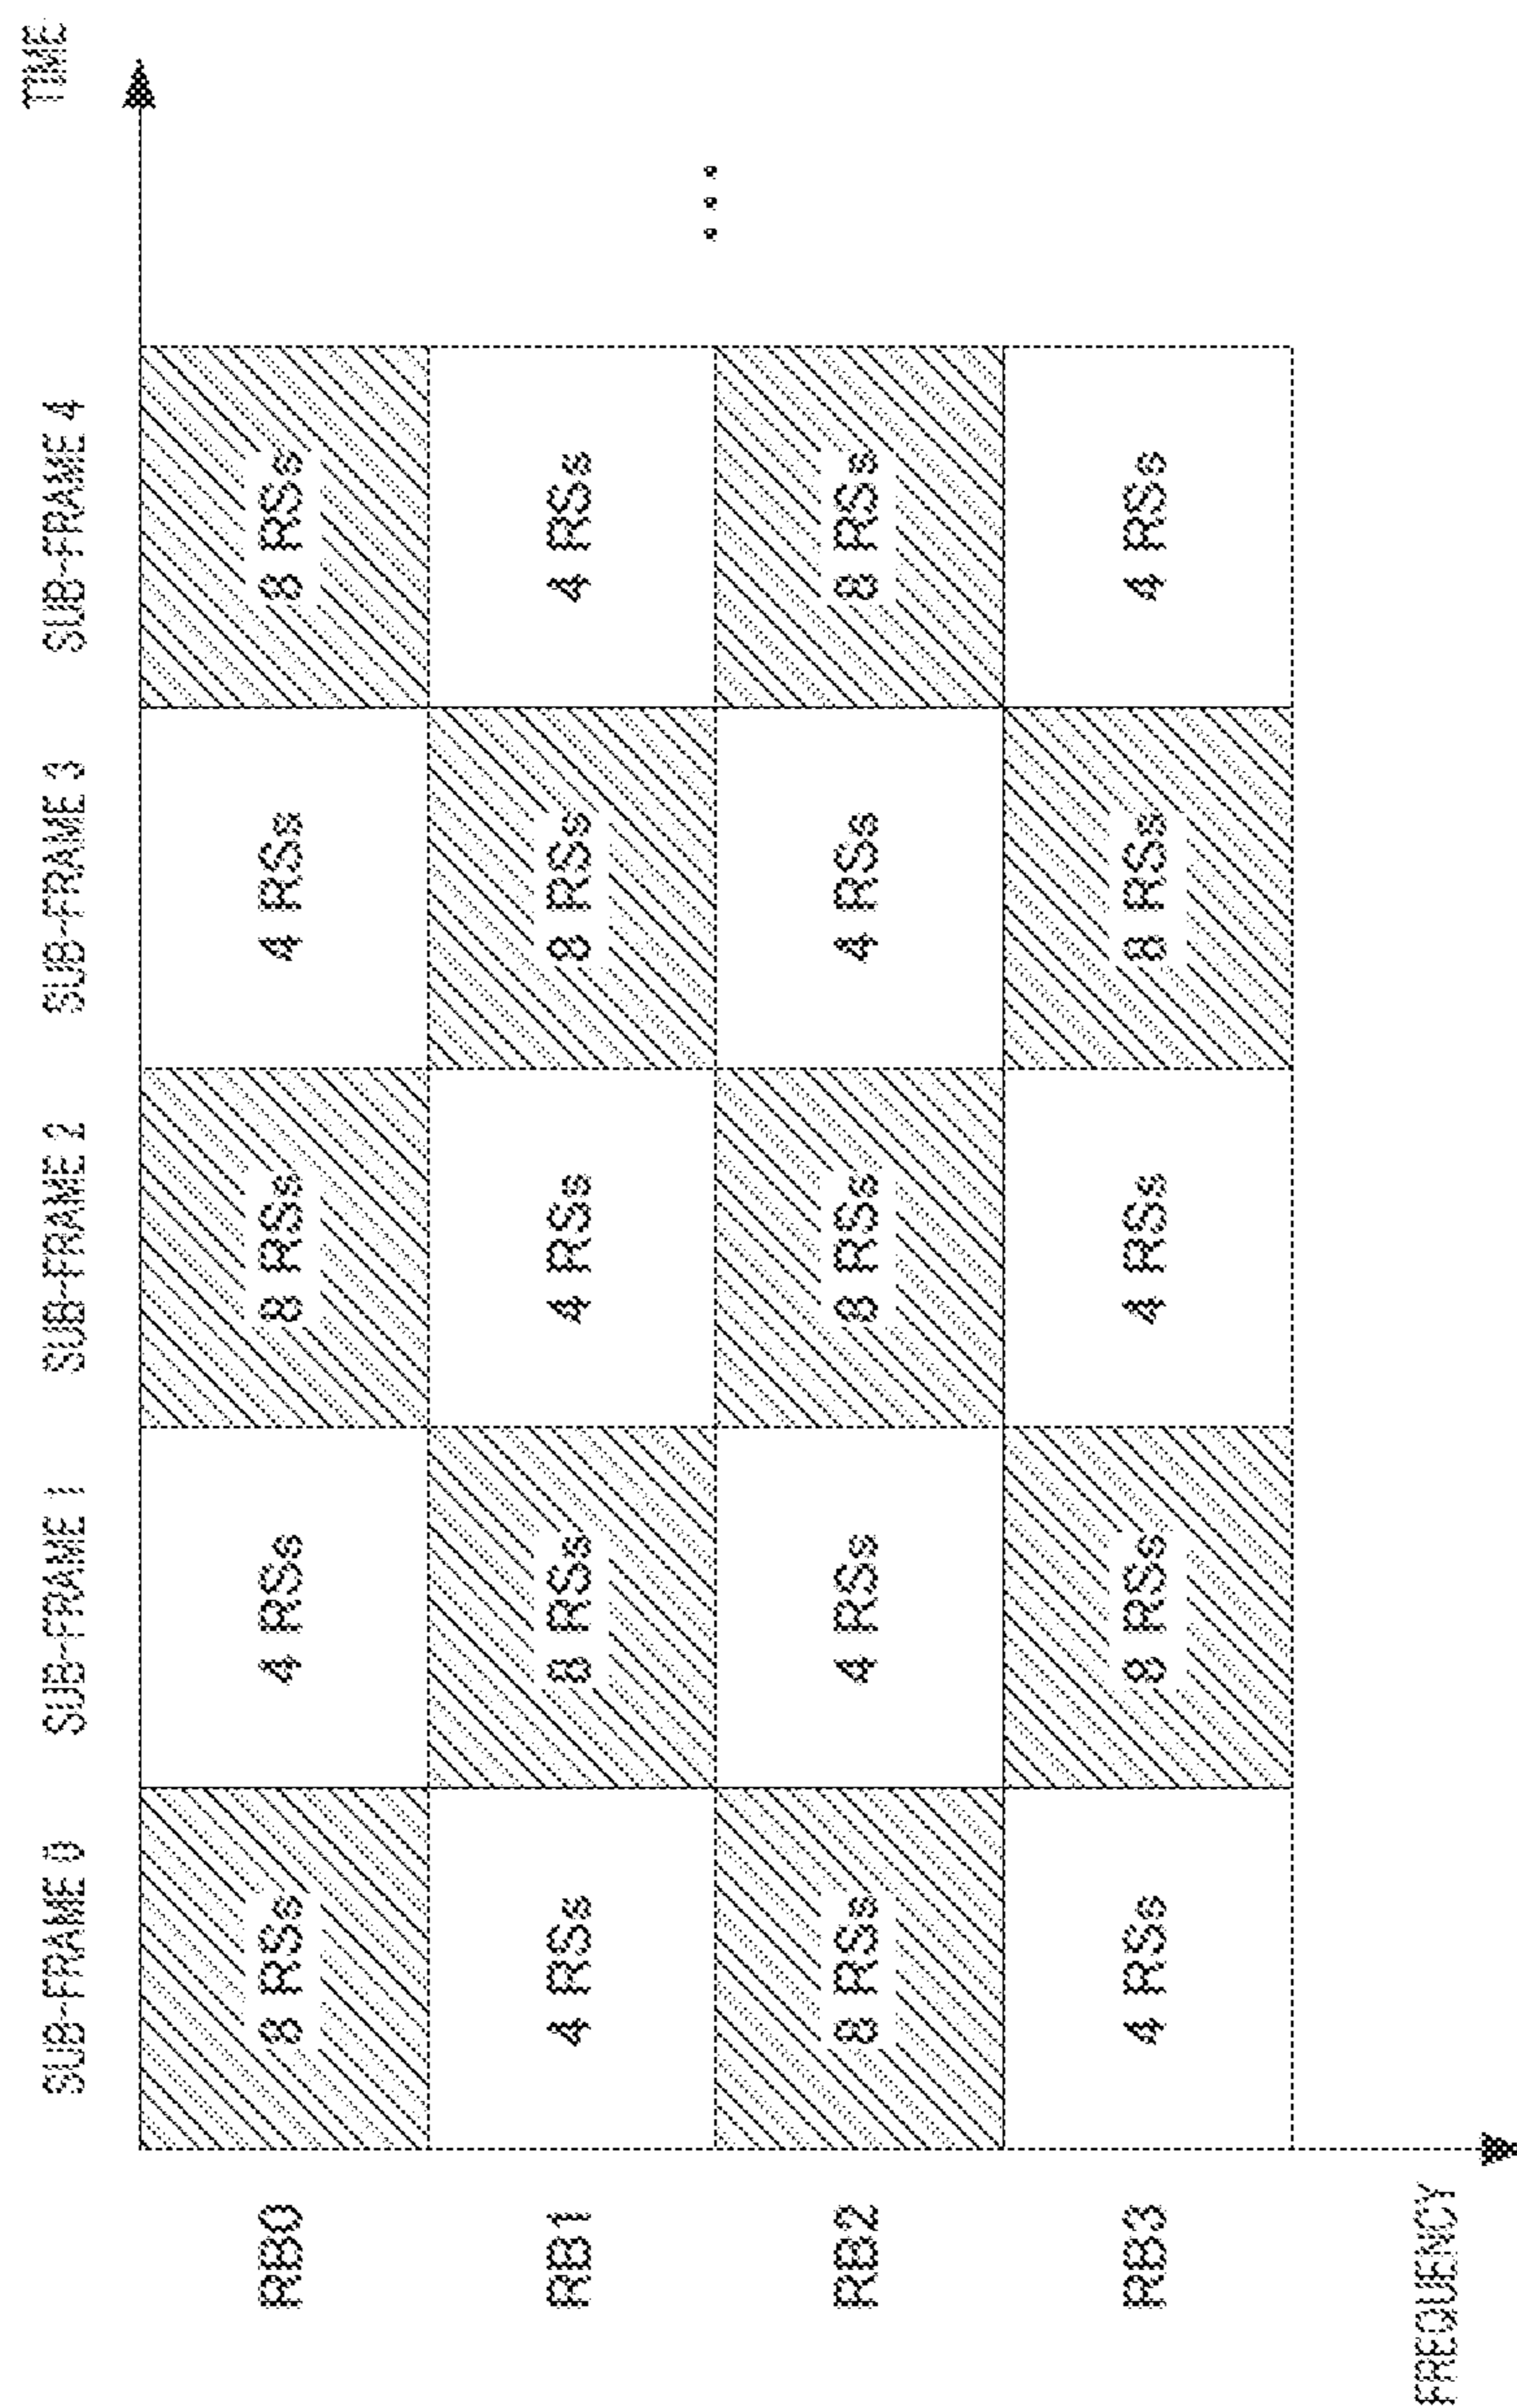 TIME
SUB-FRAME 0 SUB-FRAME 1 SUB-FRAME 2 SUB-FRAME 3 SUB-FRAME 4
RB0 8 RSs 4 RSs 8 RSs 4 RSs 8 RSs
RB1 4 RSs 8 RSs 4 RSs 8 RSs 4 RSs
RB2 8 RSs 4 RSs 8 RSs 4 RSs 8 RSs
RB3 4 RSs 8 RSs 4 RSs 8 RSs 4 RSs
FREQUENCY